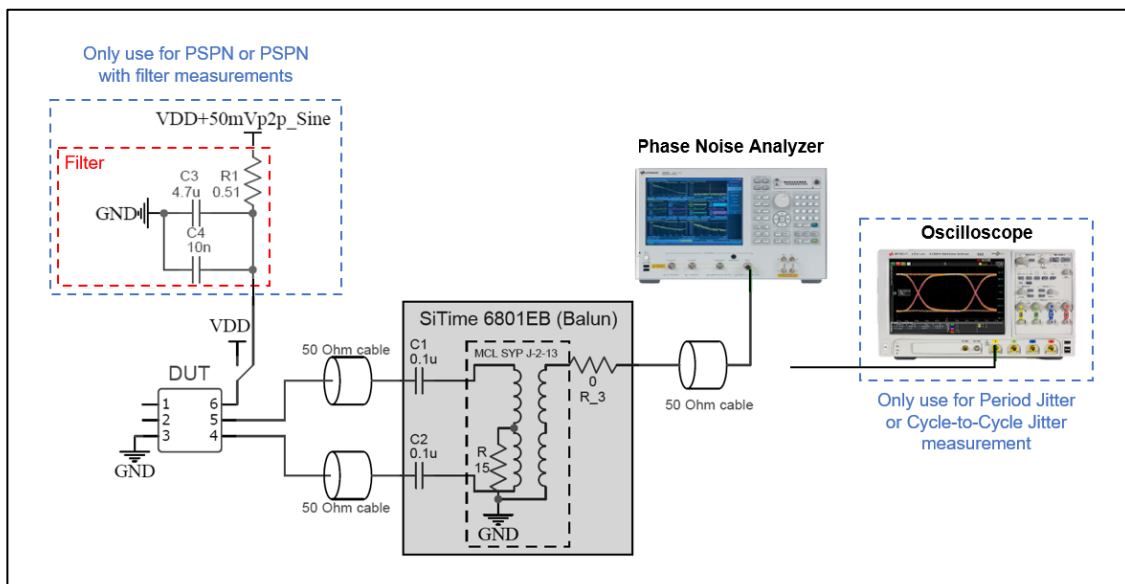 Only use for PSPN or PSPN
with filter measurements
VDD+50mVp2p_Sine
Filter
C3
4.7u
R1
0.51
GND
C4
10n
VDD
DUT
1
2
3
6
5
4
GND
50 Ohm cable
50 Ohm cable
SiTime 6801EB (Balun)
C1
0.1u
MCL SYP J-2-13
C2
0.1u
R
15
0
R_3
GND
50 Ohm cable
Phase Noise Analyzer
Oscilloscope
Only use for Period Jitter
or Cycle-to-Cycle Jitter
measurement